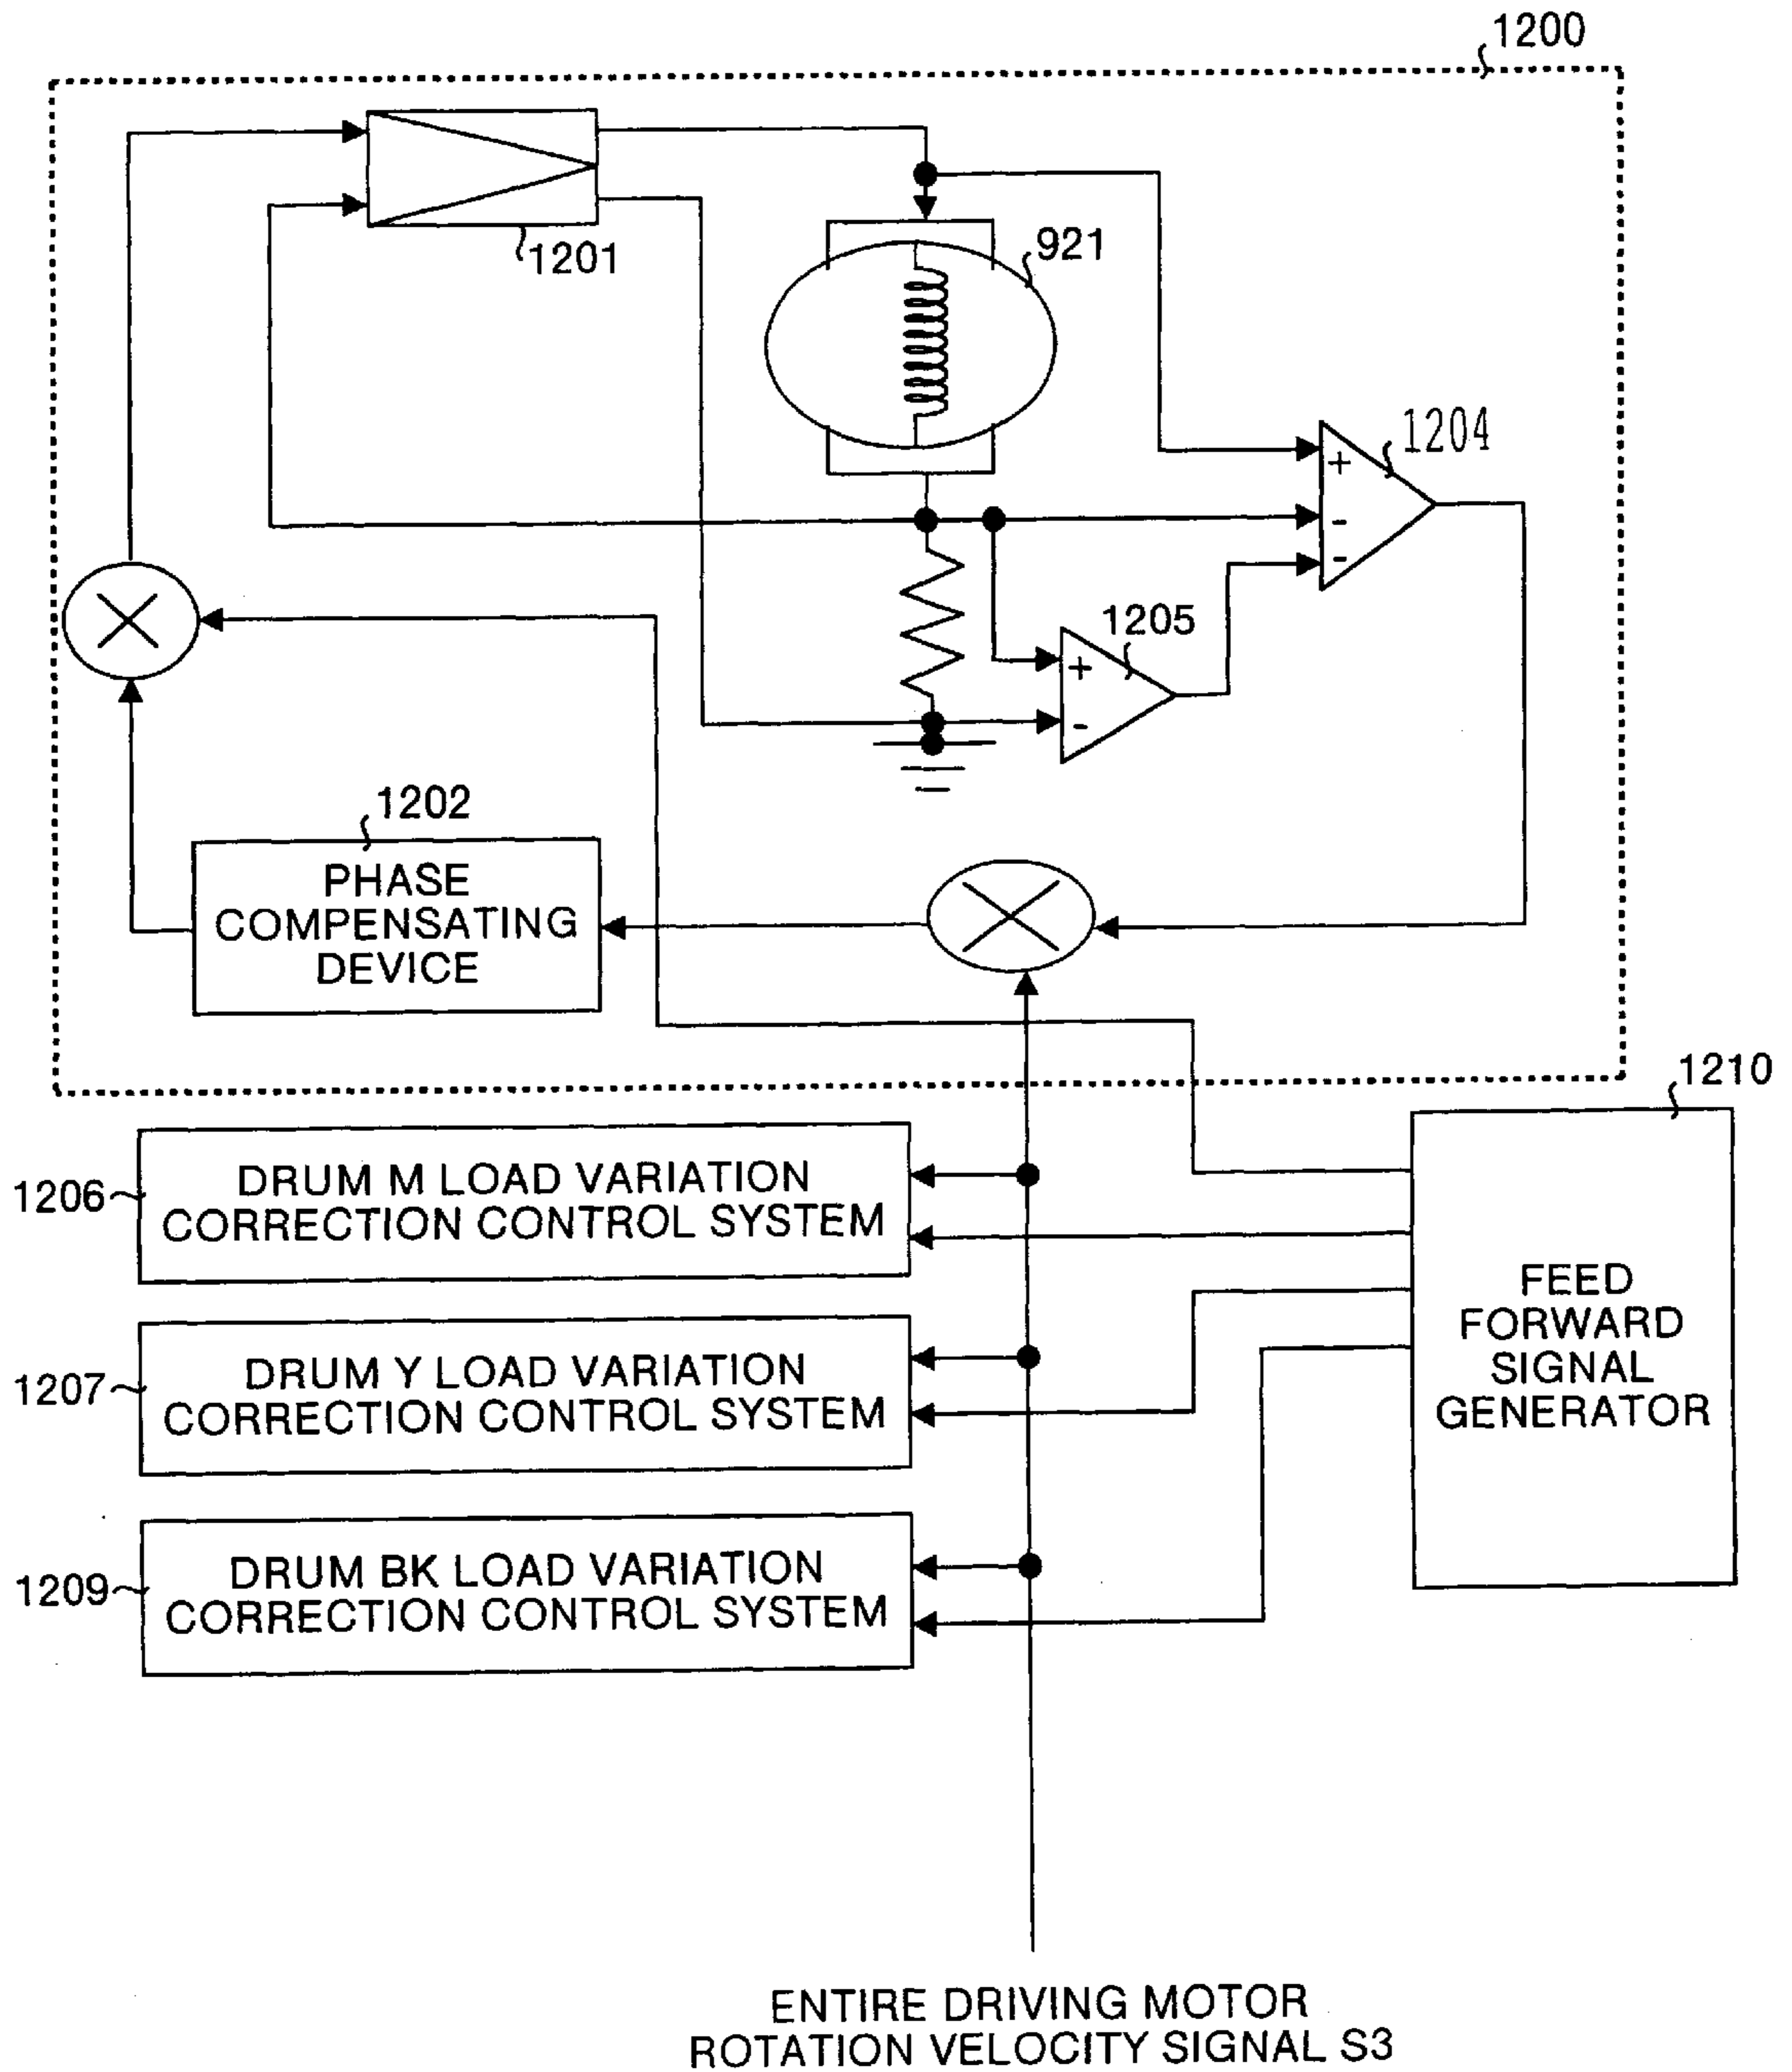 1200
1201
921
1204
+
-
-
1205
+
-
1202
PHASE
COMPENSATING
DEVICE
1210
1206
DRUM M LOAD VARIATION
CORRECTION CONTROL SYSTEM
FEED
FORWARD
SIGNAL
GENERATOR
1207
DRUM Y LOAD VARIATION
CORRECTION CONTROL SYSTEM
1209
DRUM BK LOAD VARIATION
CORRECTION CONTROL SYSTEM
ENTIRE DRIVING MOTOR
ROTATION VELOCITY SIGNAL S3